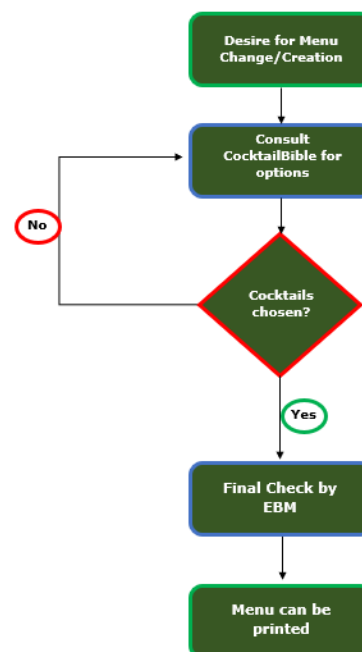 Desire for Menu
Change/Creation
Consult
CocktailBible for
options
No
Cocktails
chosen?
Yes
Final Check by
EBM
Menu can be
printed